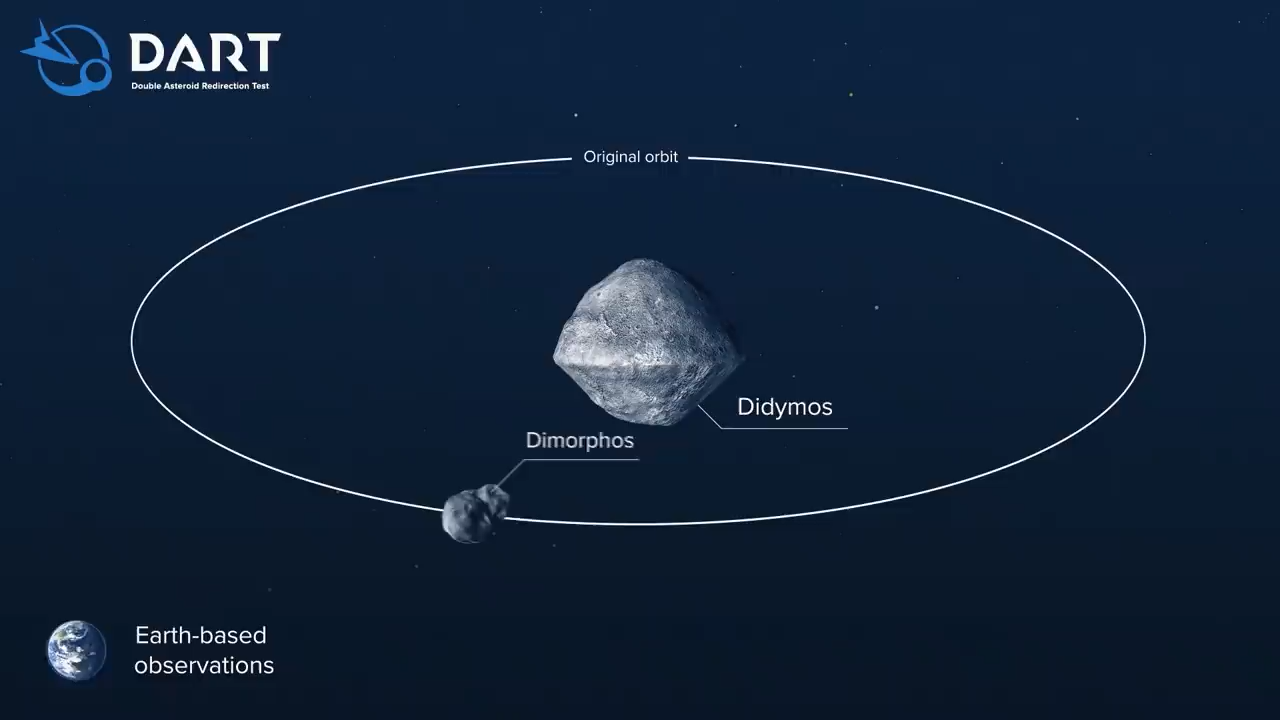 DART
Double Asteroid Redirection Test
Original orbit
Didymos
Dimorphos
Earth-based
observations